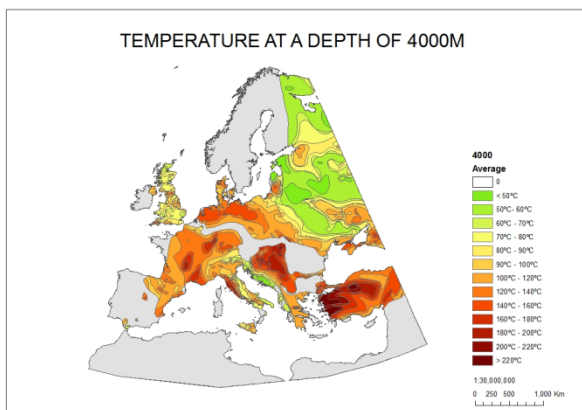 TEMPERATURE AT A DEPTH OF 4000M
4000
Average
0
< 50ºC
50ºC - 60ºC
60ºC - 70ºC
70ºC - 80ºC
80ºC - 90ºC
90ºC - 100ºC
100ºC - 120ºC
120ºC - 140ºC
140ºC - 160ºC
160ºC - 180ºC
180ºC - 200ºC
200ºC - 220ºC
> 220ºC
1:30,000,000
0 250 500 1,000 Km